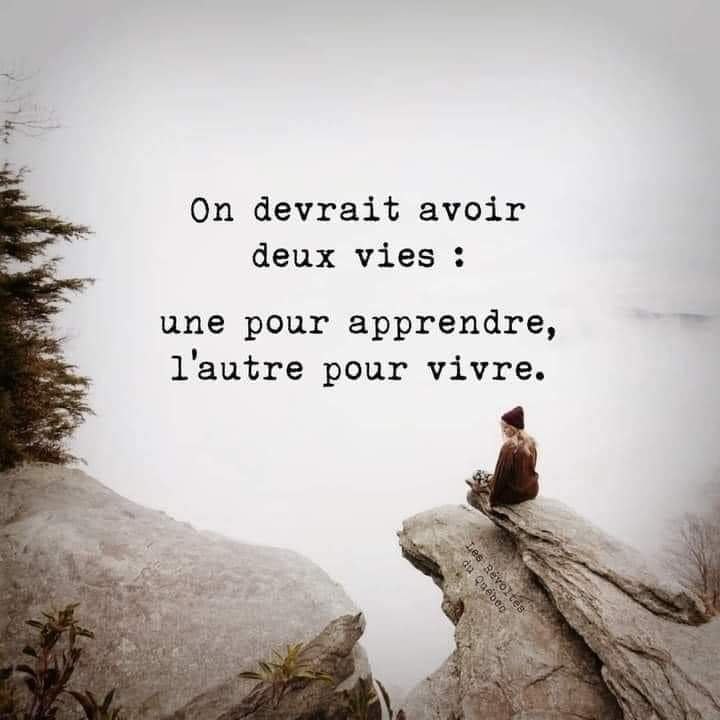 On devrait avoir
deux vies :
une pour apprendre,
l'autre pour vivre.
Les Révoltés
du Québec